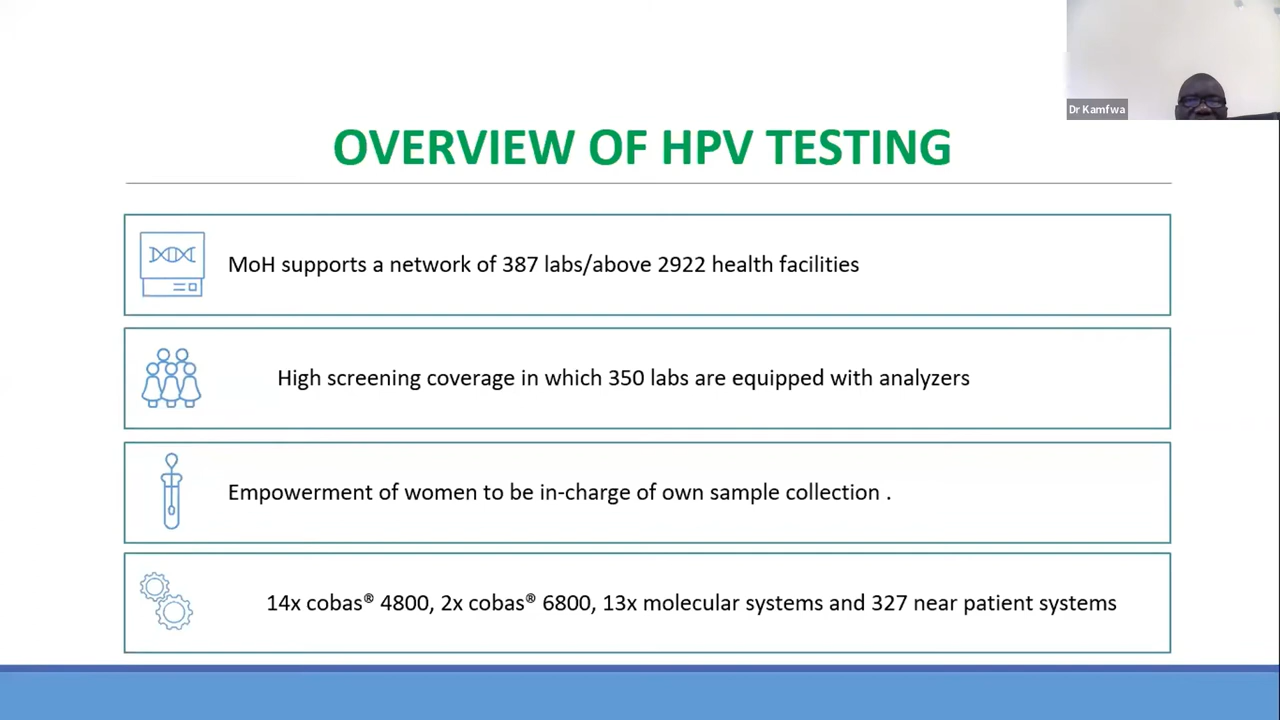 Dr Kamfwa
OVERVIEW OF HPV TESTING
MoH supports a network of 387 labs/above 2922 health facilities
High screening coverage in which 350 labs are equipped with analyzers
Empowerment of women to be in-charge of own sample collection .
14x cobas® 4800, 2x cobas® 6800, 13x molecular systems and 327 near patient systems